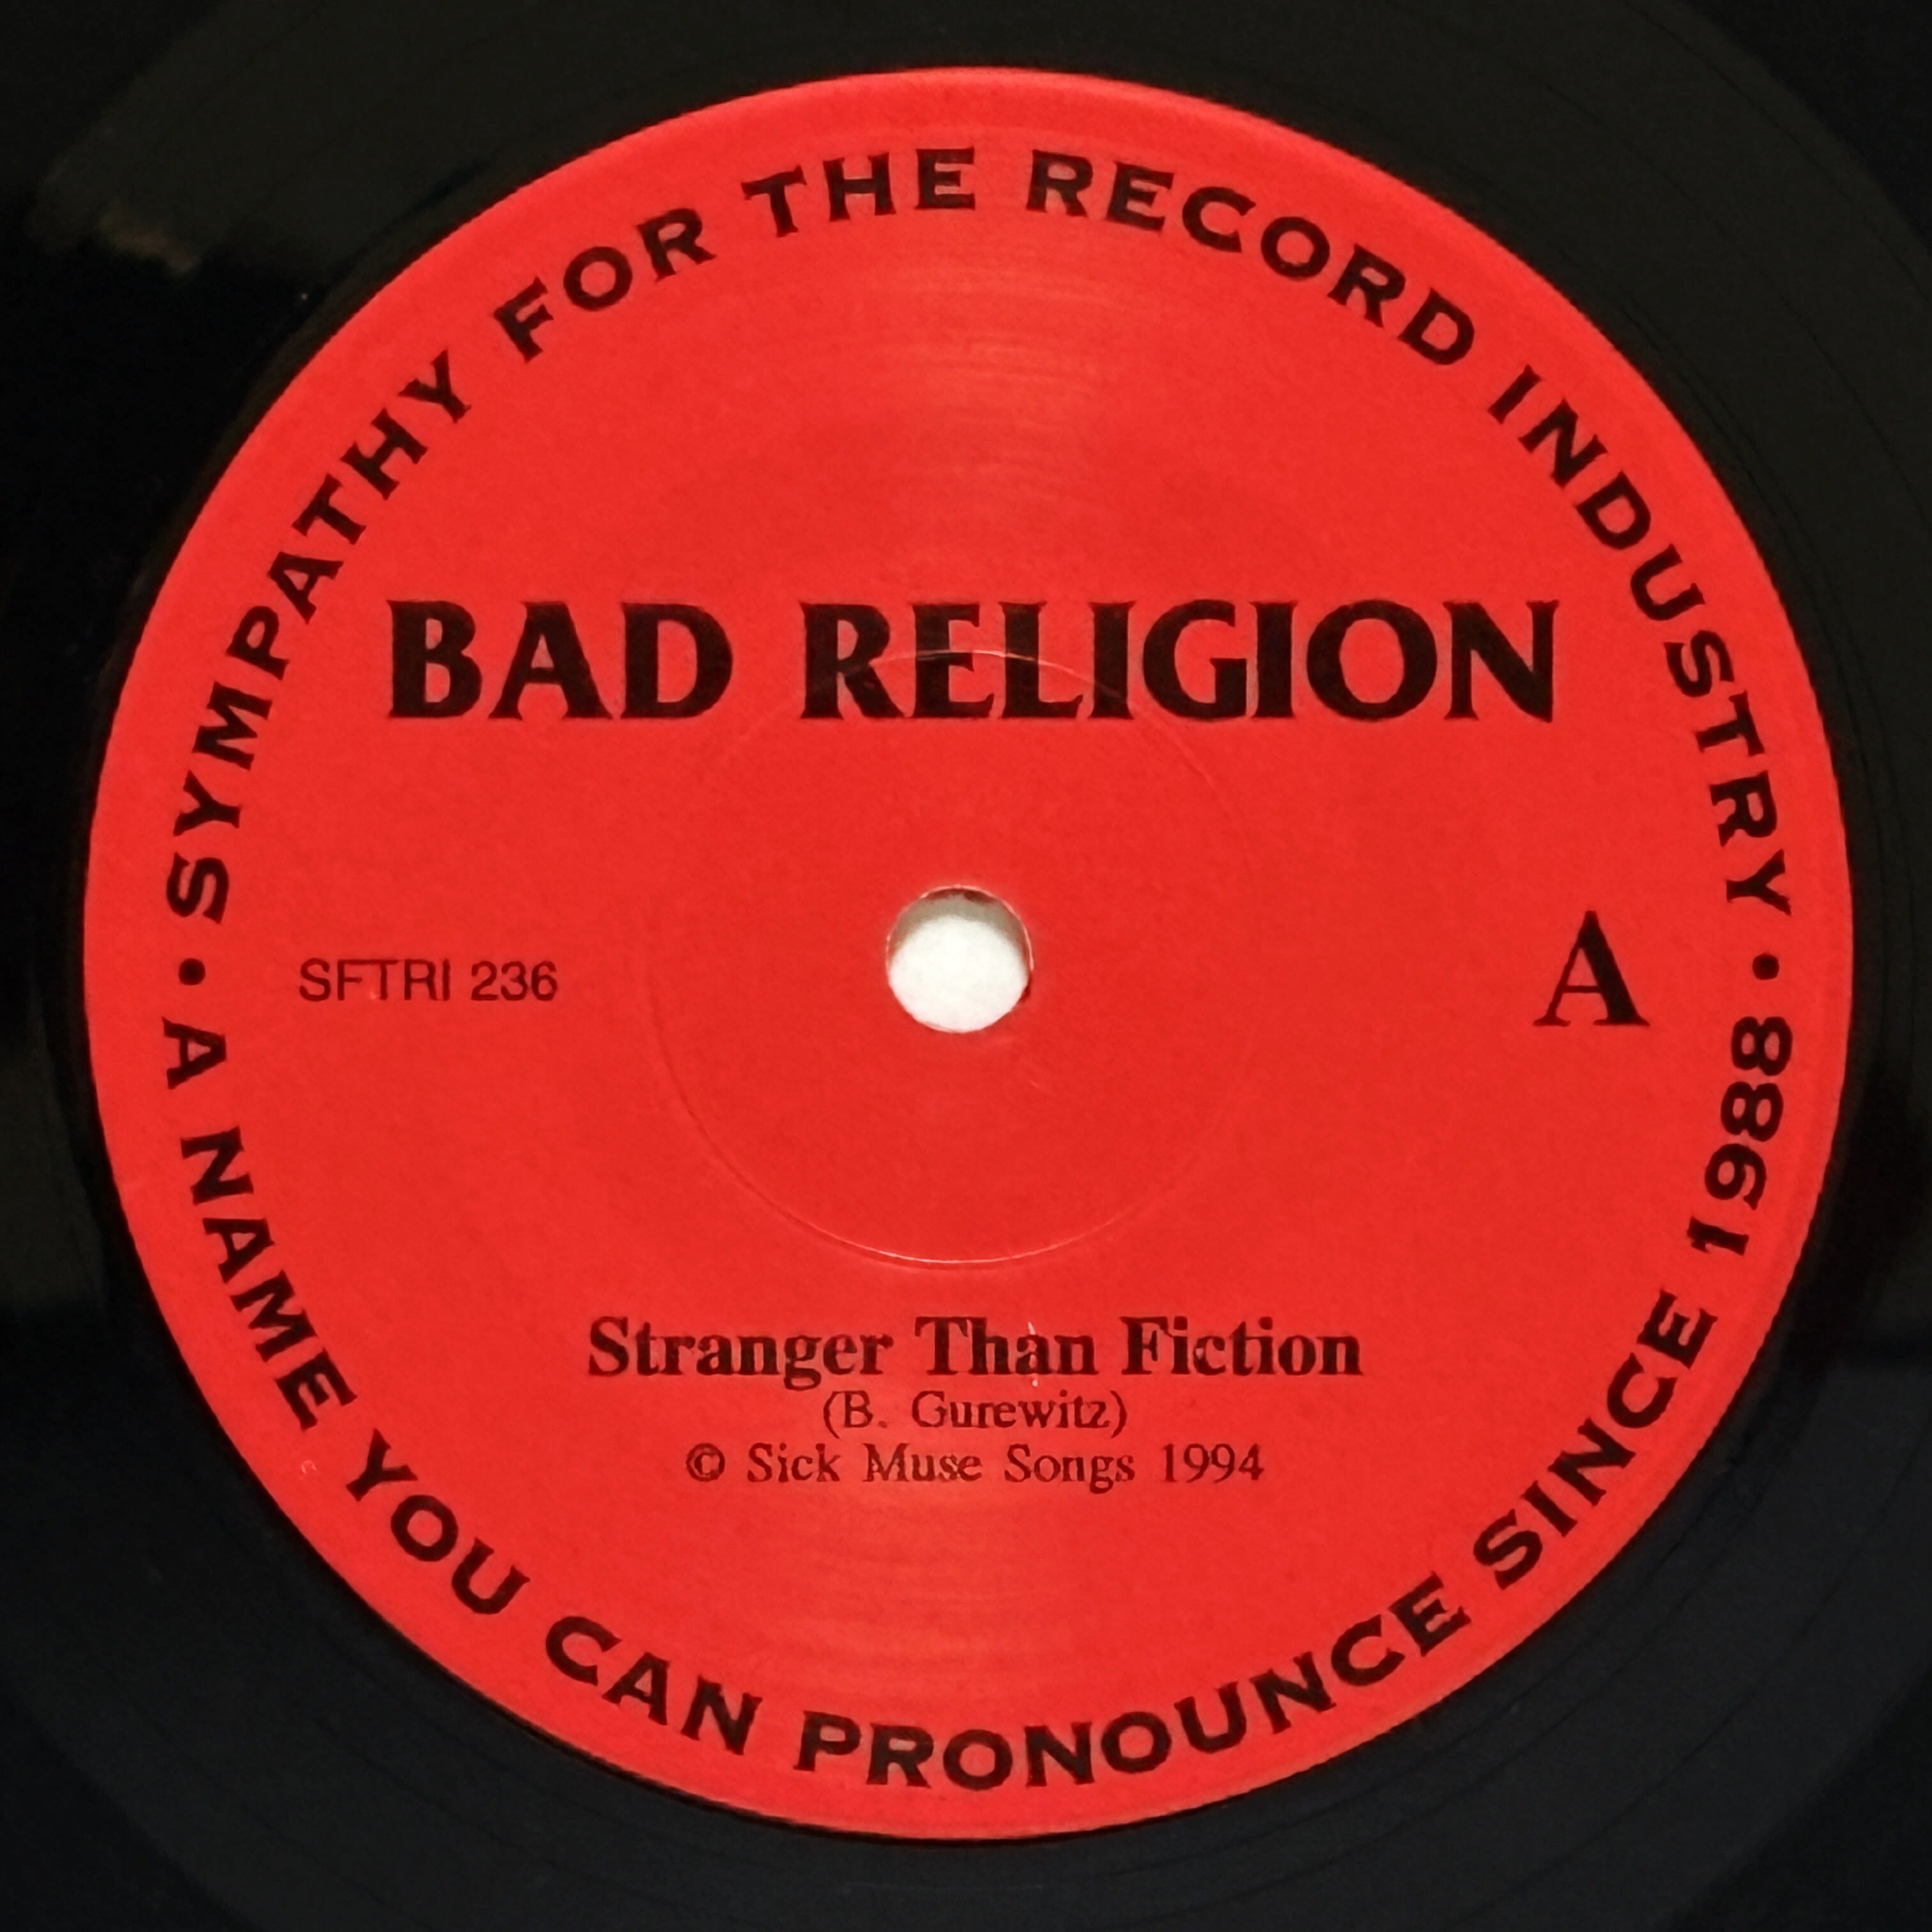 • SYMPATHY FOR THE RECORD INDUSTRY •
BAD RELIGION
SFTRI 236
A
Stranger Than Fiction
(B. Gurewitz)
© Sick Muse Songs 1994
A NAME YOU CAN PRONOUNCE SINCE 1988